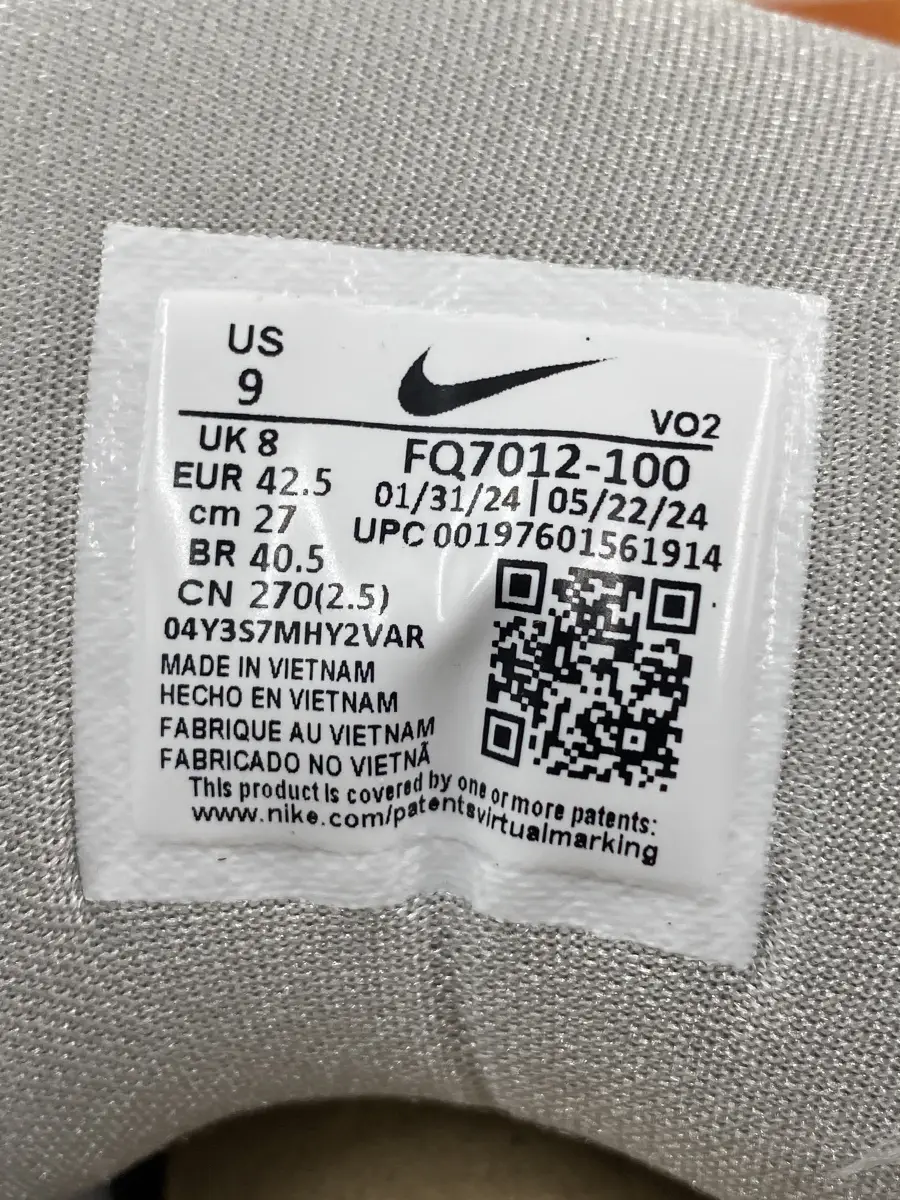 US
9
VO2
UK 8
EUR 42.5
cm 27
BR 40.5
CN 270(2.5)
FQ7012-100
01/31/24 | 05/22/24
UPC 00197601561914
04Y3S7MHY2VAR
MADE IN VIETNAM
HECHO EN VIETNAM
FABRIQUE AU VIETNAM
FABRICADO NO VIETNÃ
This product is covered by one or more patents:
www.nike.com/patentsvirtualmarking